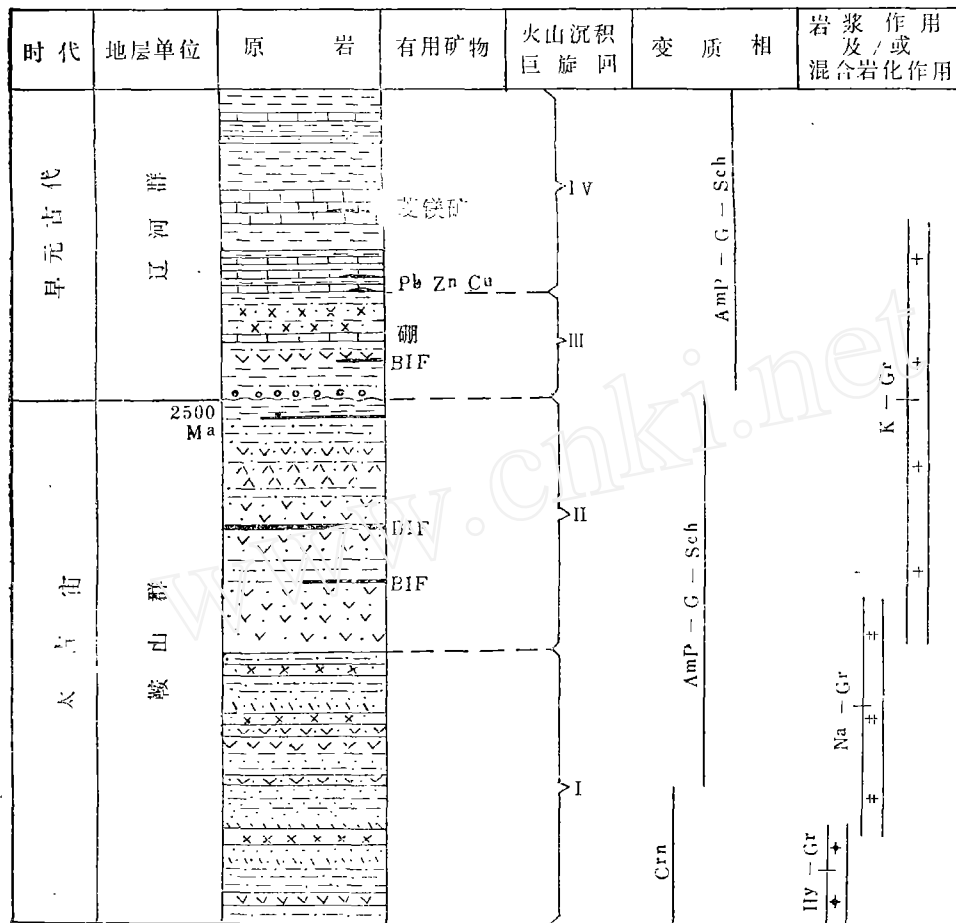 时代
地层单位
原岩
有用矿物
火山沉积
巨旋回
变质相
岩浆作用
及/或
混合岩化作用
早元古代
辽河群
菱镁矿
Pb Zn Cu
硼
BIF
IV
III
AmP-G-Sch
K-Gr
2500
Ma
太古宙
鞍山群
BIF
BIF
II
I
AmP-G-Sch
Crn
Na-Gr
Hy-Gr
www.cnki.net